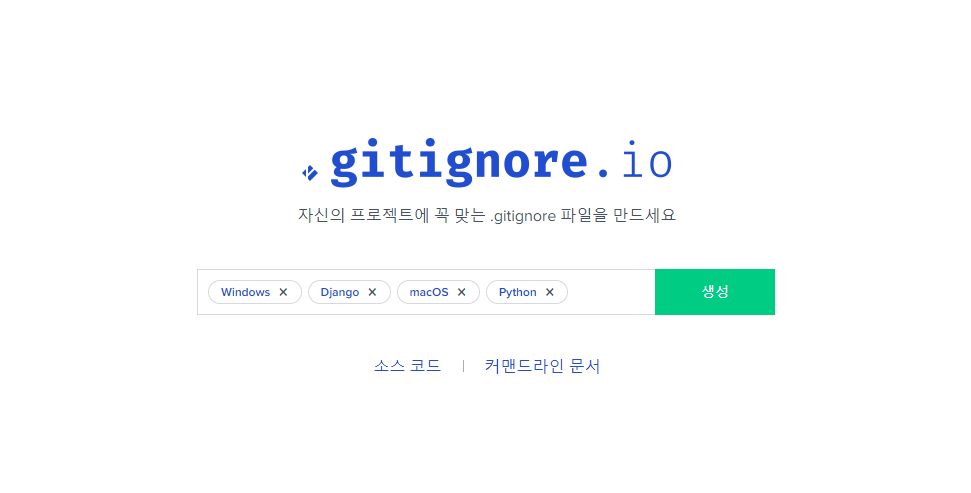 .gitignore.io
자신의 프로젝트에 꼭 맞는 .gitignore 파일을 만드세요
Windows × Django × macOS × Python × 생성
소스 코드 | 커맨드라인 문서